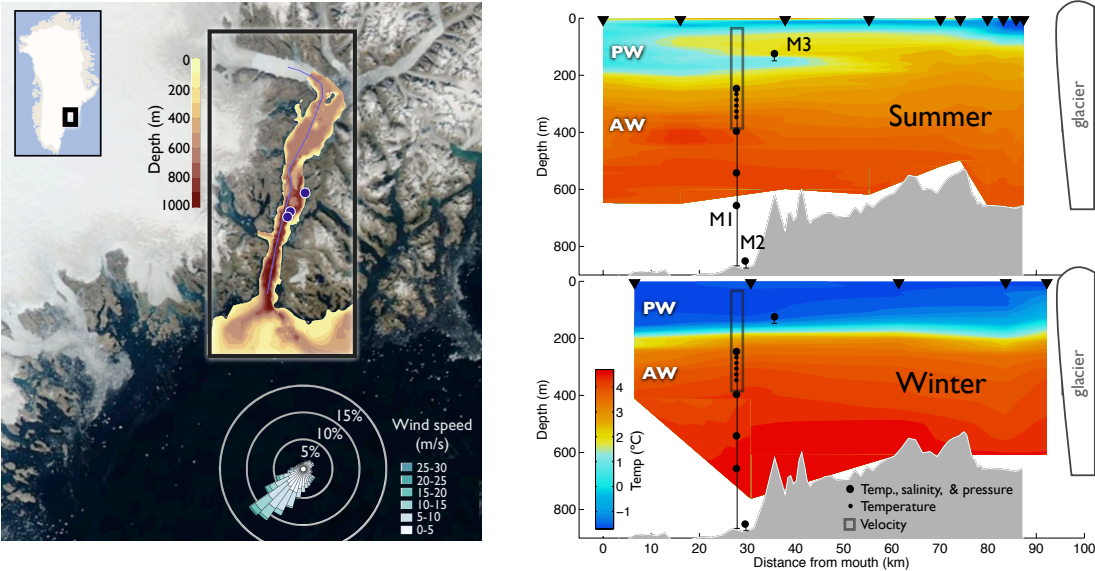 0
200
400
600
800
1000
Depth (m)
15%
10%
5%
Wind speed
(m/s)
25-30
20-25
15-20
10-15
5-10
0-5
0
200
400
600
800
Depth (m)
PW
AW
M3
Summer
M1
M2
glacier
0
200
400
600
800
Depth (m)
PW
AW
Winter
glacier
4
3
2
1
0
−1
Temp (°C)
Temp., salinity, & pressure
Temperature
Velocity
0 10 20 30 40 50 60 70 80 90 100
Distance from mouth (km)